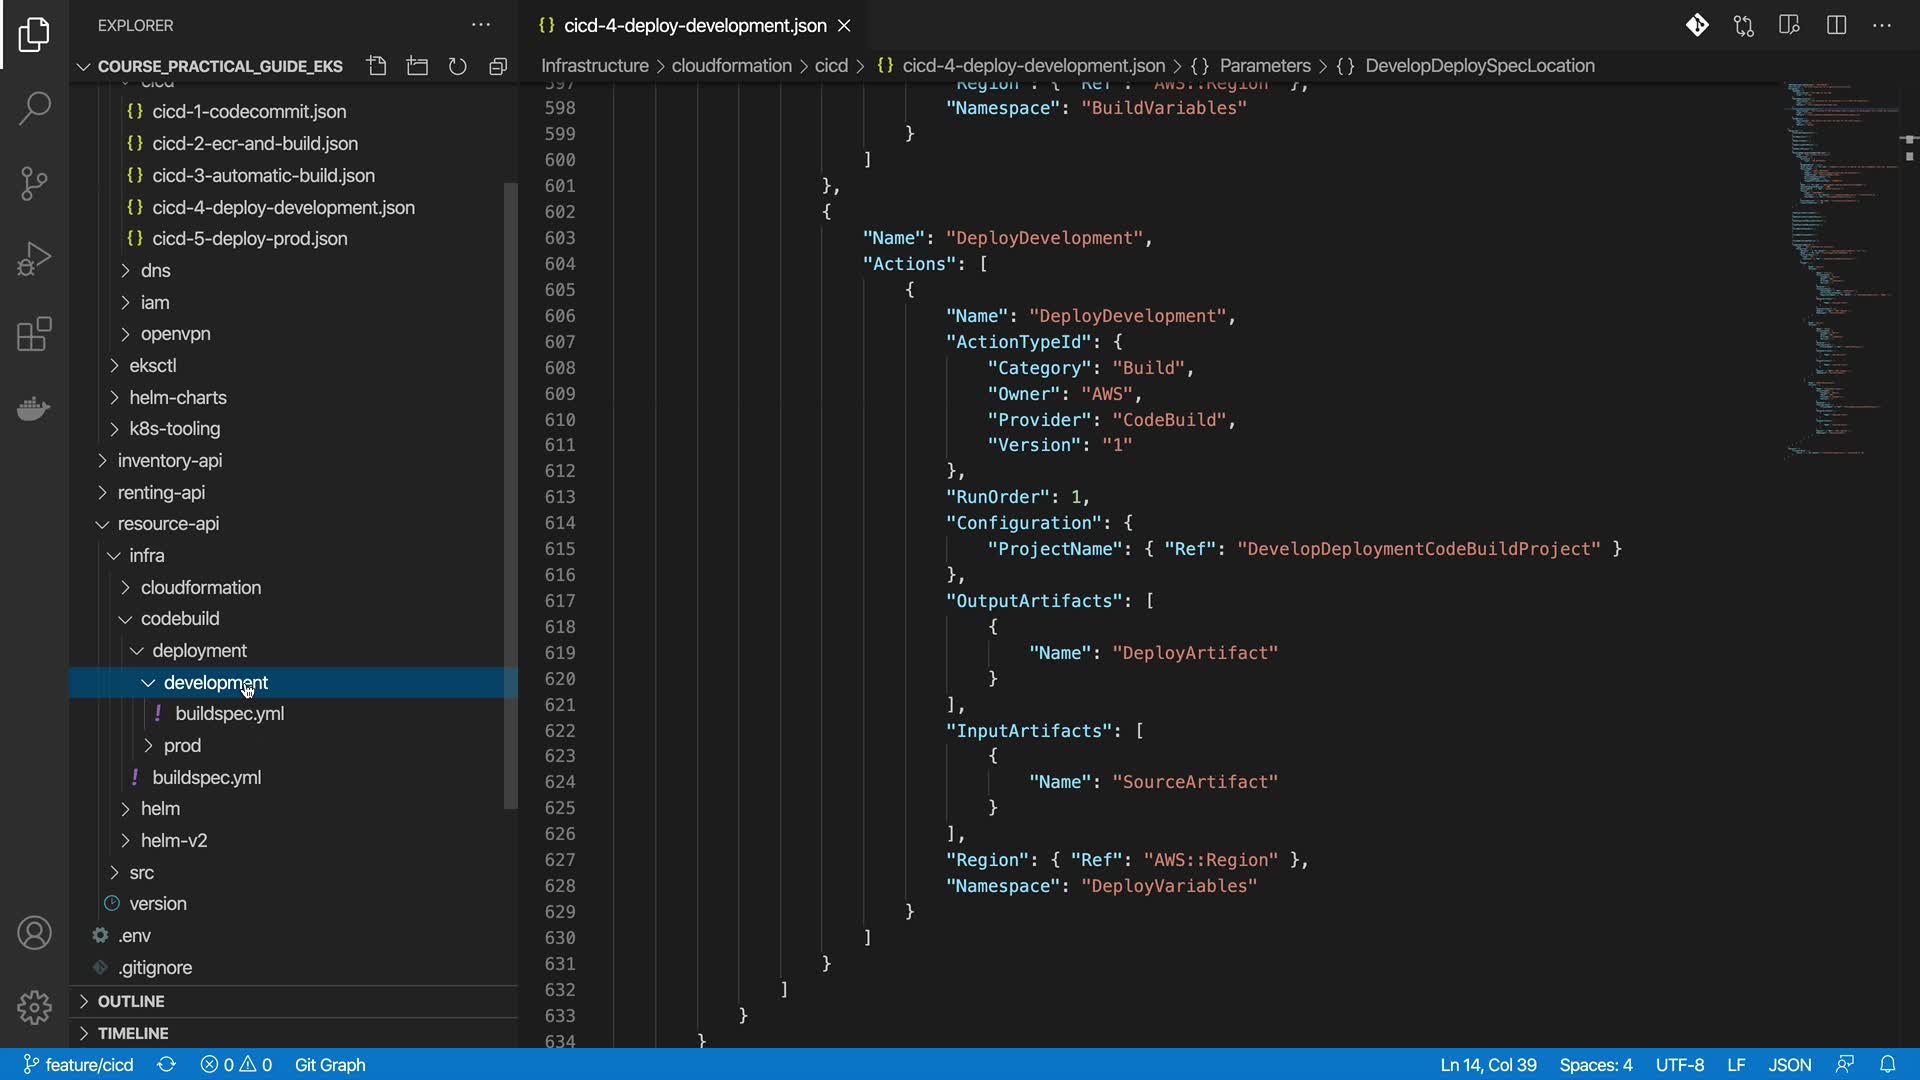 EXPLORER
COURSE_PRACTICAL_GUIDE_EKS
cicd
{} cicd-1-codecommit.json
{} cicd-2-ecr-and-build.json
{} cicd-3-automatic-build.json
{} cicd-4-deploy-development.json
{} cicd-5-deploy-prod.json
dns
iam
openvpn
eksctl
helm-charts
k8s-tooling
inventory-api
renting-api
resource-api
infra
cloudformation
codebuild
deployment
development
! buildspec.yml
prod
! buildspec.yml
helm
helm-v2
src
version
.env
.gitignore
OUTLINE
TIMELINE
{} cicd-4-deploy-development.json
Infrastructure > cloudformation > cicd > {} cicd-4-deploy-development.json > {} Parameters > {} DevelopDeploySpecLocation
597 "Region": { "Ref": "AWS::Region" },
598 "Namespace": "BuildVariables"
599 }
600 ]
601 },
602 {
603 "Name": "DeployDevelopment",
604 "Actions": [
605 {
606 "Name": "DeployDevelopment",
607 "ActionTypeId": {
608 "Category": "Build",
609 "Owner": "AWS",
610 "Provider": "CodeBuild",
611 "Version": "1"
612 },
613 "RunOrder": 1,
614 "Configuration": {
615 "ProjectName": { "Ref": "DevelopDeploymentCodeBuildProject" }
616 },
617 "OutputArtifacts": [
618 {
619 "Name": "DeployArtifact"
620 }
621 ],
622 "InputArtifacts": [
623 {
624 "Name": "SourceArtifact"
625 }
626 ],
627 "Region": { "Ref": "AWS::Region" },
628 "Namespace": "DeployVariables"
629 }
630 ]
631 }
632 ]
633 }
634 }
feature/cicd 0 0 Git Graph Ln 14, Col 39 Spaces: 4 UTF-8 LF JSON